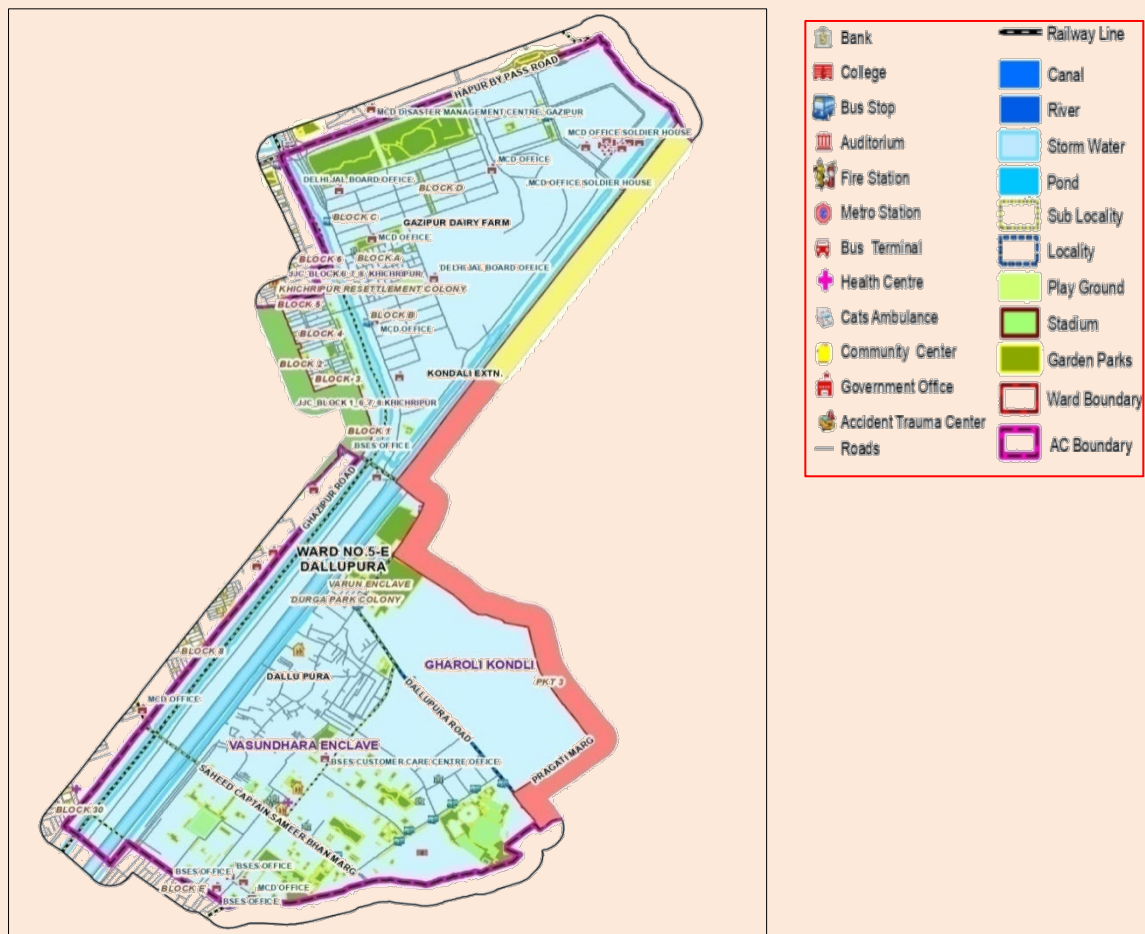 HAPUR BY PASS ROAD
MCD DISASTER MANAGEMENT CENTRE, GAZIPUR
MCD OFFICE SOLDIER HOUSE
MCD OFFICE
DELHI JAL BOARD OFFICE
MCD OFFICE SOLDIER HOUSE
BLOCK D
BLOCK C
GAZIPUR DAIRY FARM
MCD OFFICE
BLOCK 6
BLOCK A
DELHI JAL BOARD OFFICE
JJC, BLOCK 6, 7, 8, KHICHRIPUR
KHICHRIPUR RESETTLEMENT COLONY
BLOCK 5
BLOCK B
MCD OFFICE
BLOCK 4
BLOCK 2
BLOCK 3
KONDALI EXTN.
JJC, BLOCK 1, 6, 7, 8 KHICHRIPUR
BLOCK 1
BSES OFFICE
GHAZIPUR ROAD
WARD NO.5-E
DALLUPURA
VARUN ENCLAVE
DURGA PARK COLONY
BLOCK 8
GHAROLI KONDLI
DALLU PURA
PKT 3
MCD OFFICE
DALLUPURA ROAD
VASUNDHARA ENCLAVE
BSES CUSTOMER CARE CENTRE OFFICE
PRAGATI MARG
SAHEED CAPTAIN SAMEER BHAN MARG
BLOCK 30
BSES OFFICE
BSES OFFICE
BLOCK E
MCD OFFICE
BSES OFFICE
Bank
College
Bus Stop
Auditorium
Fire Station
Metro Station
Bus Terminal
Health Centre
Cats Ambulance
Community Center
Government Office
Accident Trauma Center
Roads
Railway Line
Canal
River
Storm Water
Pond
Sub Locality
Locality
Play Ground
Stadium
Garden Parks
Ward Boundary
AC Boundary